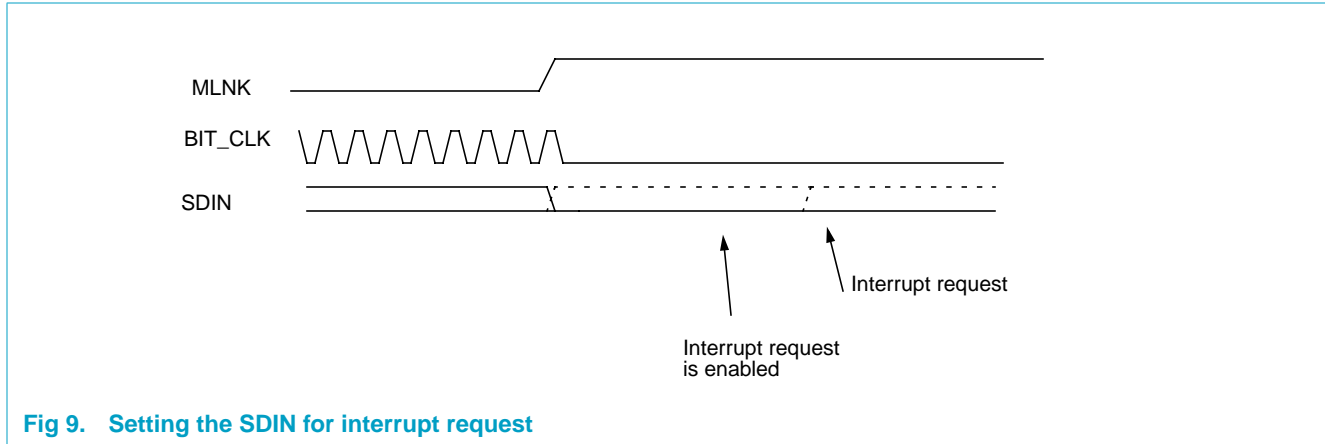 MLNK
BIT_CLK
SDIN
Interrupt request
Interrupt request
is enabled
Fig 9. Setting the SDIN for interrupt request